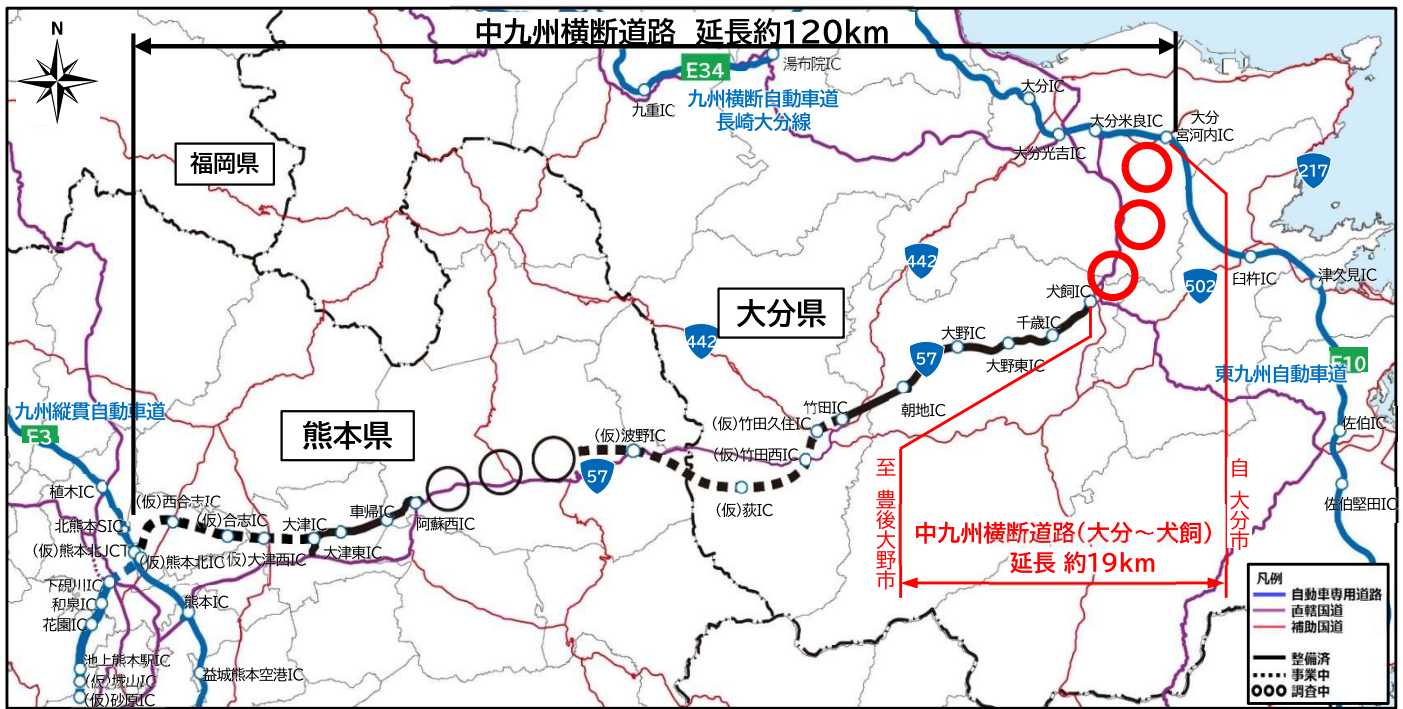 中九州横断道路 延長約120km
N
湯布院IC
E34
九重IC
九州横断自動車道
長崎大分線
大分IC
大分米良IC
大分
宮河内IC
大分光吉IC
福岡県
217
442
臼杵IC
津久見IC
502
犬飼IC
大分県
千歳IC
大野IC
442
57
大野東IC
E10
東九州自動車道
朝地IC
九州縦貫自動車道
E3
熊本県
竹田IC
(仮)竹田久住IC
(仮)波野IC
(仮)竹田西IC
佐伯IC
57
至 豊後大野市
自 大分市
植木IC
(仮)西合志IC
(仮)荻IC
佐伯堅田IC
北熊本SIC
(仮)合志IC
大津IC
車帰IC
阿蘇西IC
中九州横断道路(大分~犬飼)
延長 約19km
(仮)熊本北JCT
(仮)熊本北IC
(仮)大津西IC
大津東IC
下硯川IC
和泉IC
熊本IC
花園IC
池上熊本駅IC
益城熊本空港IC
(仮)城山IC
(仮)砂原IC
凡例
自動車専用道路
直轄国道
補助国道
整備済
事業中
調査中